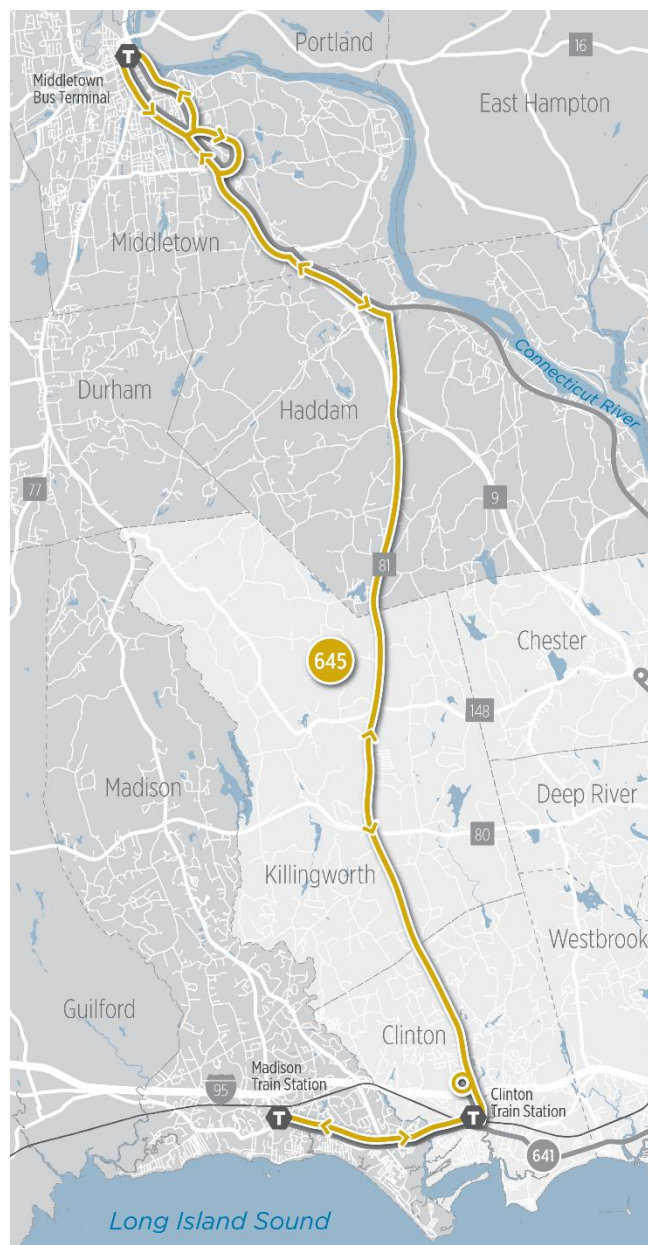 Portland
16
Middletown
Bus Terminal
East Hampton
Middletown
Connecticut River
Durham
Haddam
77
9
81
645
Chester
148
Madison
Deep River
80
Killingworth
Westbrook
Guilford
Clinton
Madison
Train Station
95
Clinton
Train Station
T
T
T
641
Long Island Sound